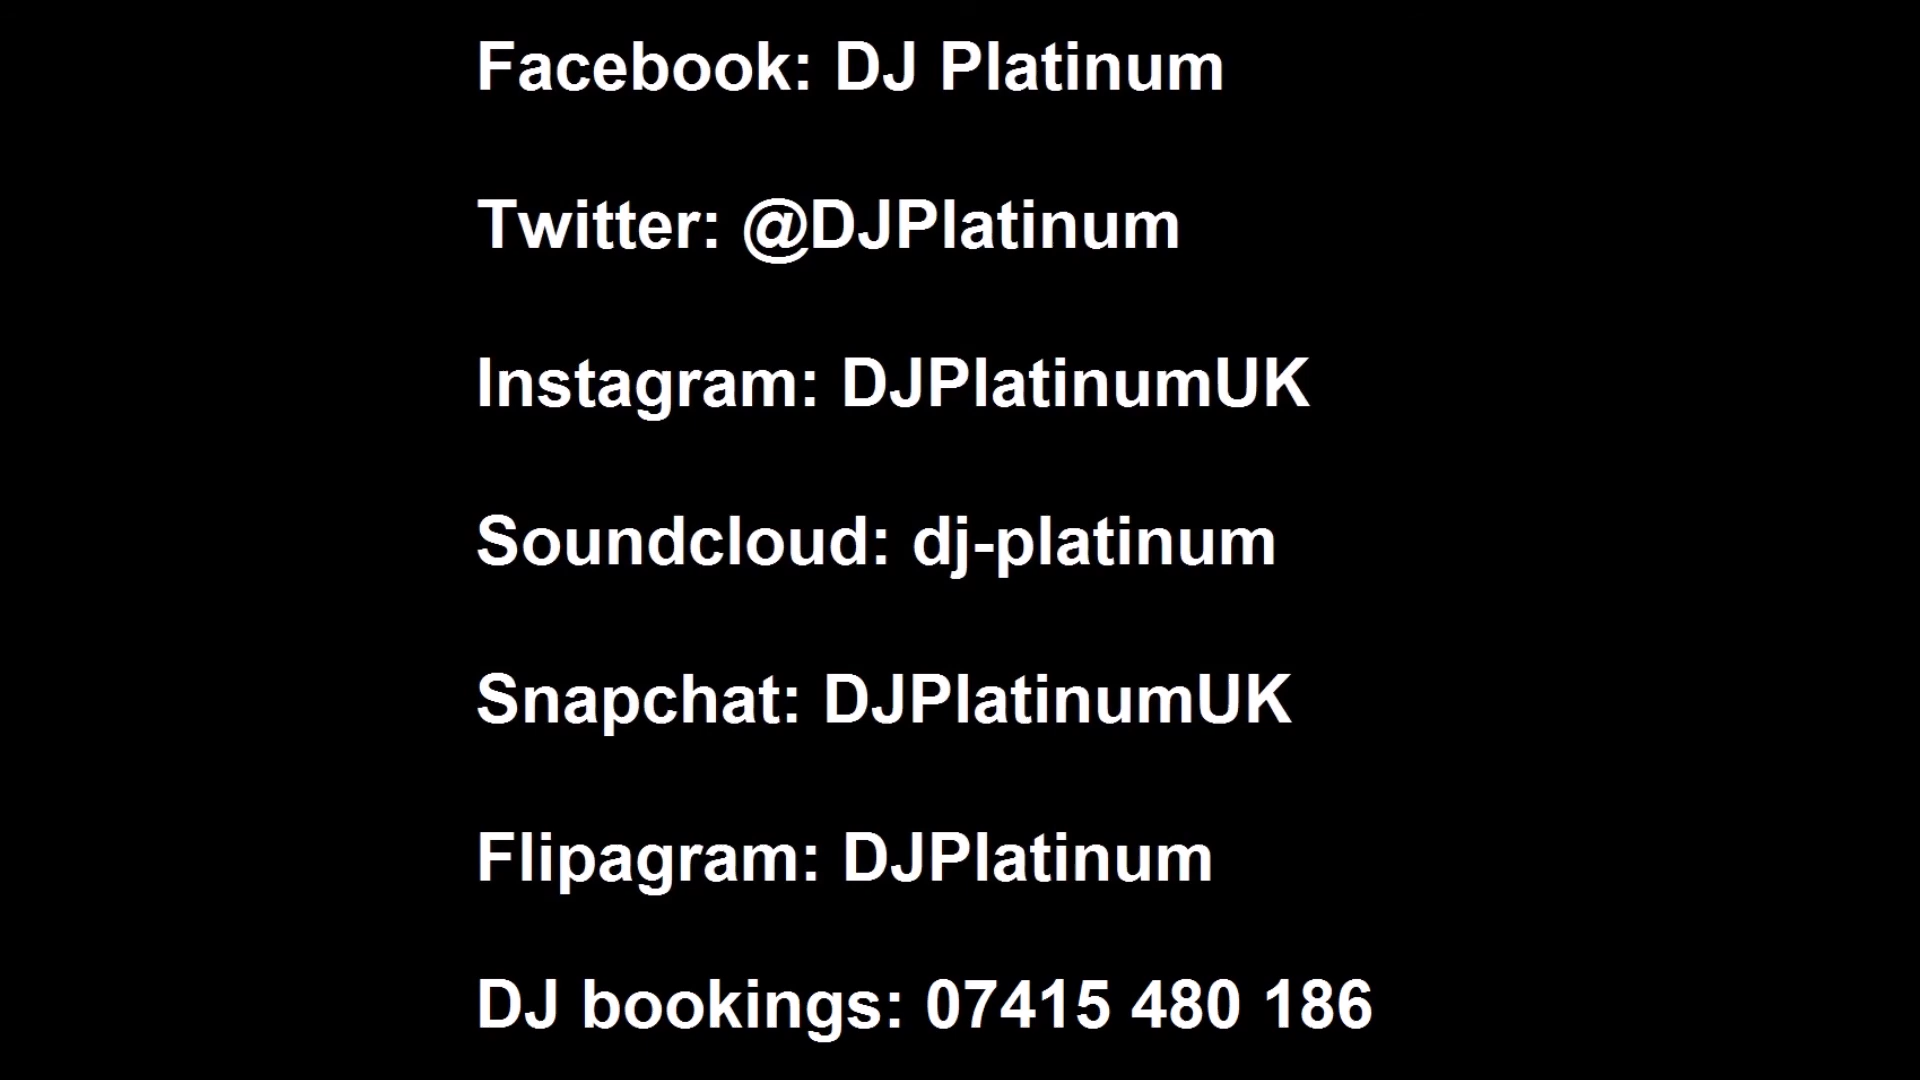 Facebook: DJ Platinum
Twitter: @DJPlatinum
Instagram: DJPlatinumUK
Soundcloud: dj-platinum
Snapchat: DJPlatinumUK
Flipagram: DJPlatinum
DJ bookings: 07415 480 186